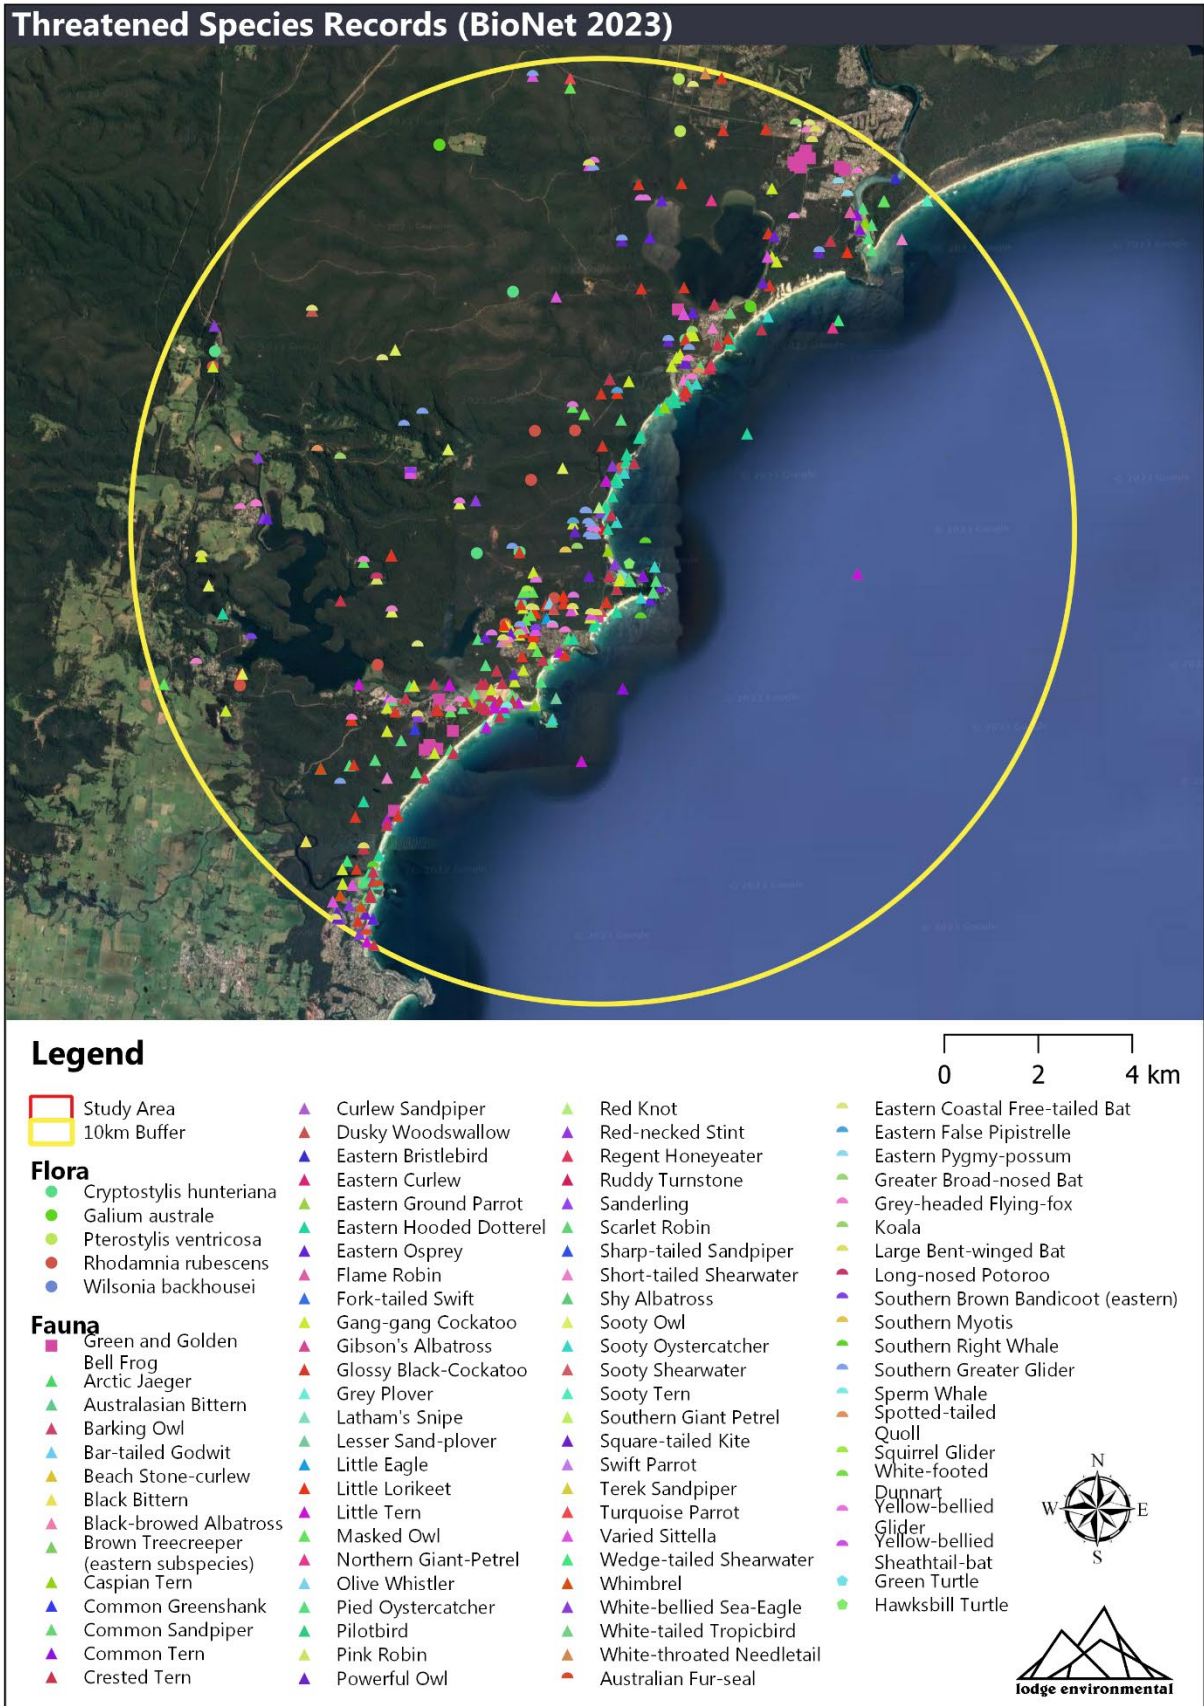 Threatened Species Records (BioNet 2023)
Legend
0 2 4 km
Study Area
10km Buffer
Flora
Cryptostylis hunteriana
Galium australe
Pterostylis ventricosa
Rhodamnia rubescens
Wilsonia backhousei
Fauna
Green and Golden
Bell Frog
Arctic Jaeger
Australasian Bittern
Barking Owl
Bar-tailed Godwit
Beach Stone-curlew
Black Bittern
Black-browed Albatross
Brown Treecreeper
(eastern subspecies)
Caspian Tern
Common Greenshank
Common Sandpiper
Common Tern
Crested Tern
Curlew Sandpiper
Dusky Woodswallow
Eastern Bristlebird
Eastern Curlew
Eastern Ground Parrot
Eastern Hooded Dotterel
Eastern Osprey
Flame Robin
Fork-tailed Swift
Gang-gang Cockatoo
Gibson's Albatross
Glossy Black-Cockatoo
Grey Plover
Latham's Snipe
Lesser Sand-plover
Little Eagle
Little Lorikeet
Little Tern
Masked Owl
Northern Giant-Petrel
Olive Whistler
Pied Oystercatcher
Pilotbird
Pink Robin
Powerful Owl
Red Knot
Red-necked Stint
Regent Honeyeater
Ruddy Turnstone
Sanderling
Scarlet Robin
Sharp-tailed Sandpiper
Short-tailed Shearwater
Shy Albatross
Sooty Owl
Sooty Oystercatcher
Sooty Shearwater
Sooty Tern
Southern Giant Petrel
Square-tailed Kite
Swift Parrot
Terek Sandpiper
Turquoise Parrot
Varied Sittella
Wedge-tailed Shearwater
Whimbrel
White-bellied Sea-Eagle
White-tailed Tropicbird
White-throated Needletail
Australian Fur-seal
Eastern Coastal Free-tailed Bat
Eastern False Pipistrelle
Eastern Pygmy-possum
Greater Broad-nosed Bat
Grey-headed Flying-fox
Koala
Large Bent-winged Bat
Long-nosed Potoroo
Southern Brown Bandicoot (eastern)
Southern Myotis
Southern Right Whale
Southern Greater Glider
Sperm Whale
Spotted-tailed
Quoll
Squirrel Glider
White-footed
Dunnart
Yellow-bellied
Glider
Yellow-bellied
Sheathtail-bat
Green Turtle
Hawksbill Turtle
N
W E
S
lodge environmental